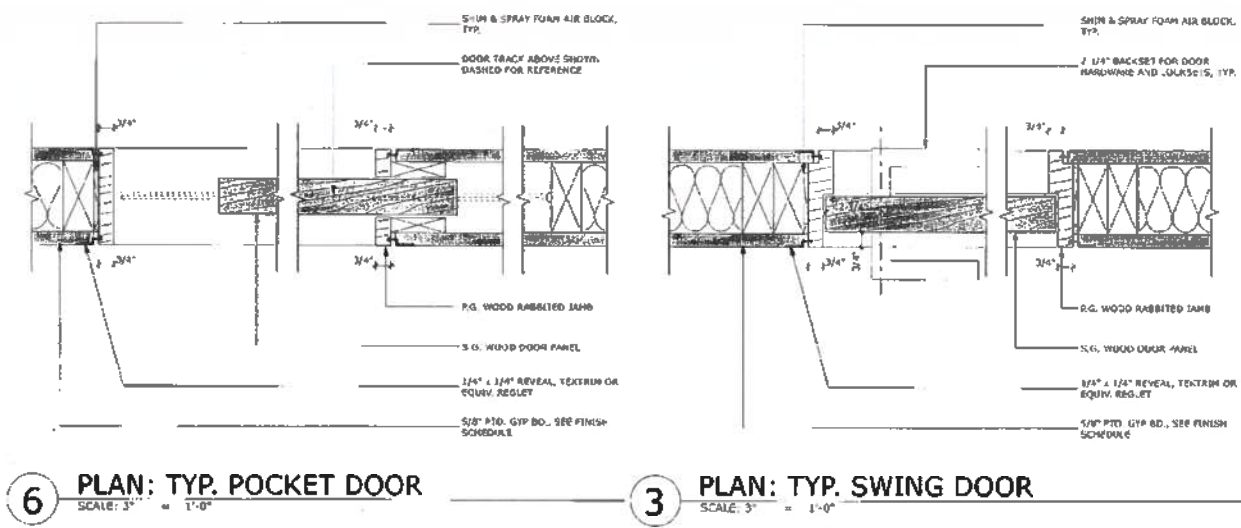 SHIM & SPRAY FOAM AIR BLOCK,
TYP.
DOOR TRACK ABOVE SHOWN
DASHED FOR REFERENCE
3/4"
3/4"
3/4"
3/4"
P.G. WOOD RABBITED JAMB
S.G. WOOD DOOR PANEL
1/4" x 1/4" REVEAL, TEXTRIM OR
EQUIV. REGLET
5/8" PTD. GYP BD., SEE FINISH
SCHEDULE
6
PLAN: TYP. POCKET DOOR
SCALE: 3" = 1'-0"
SHIM & SPRAY FOAM AIR BLOCK,
TYP.
2 1/4" BACKSET FOR DOOR
HARDWARE AND LOCKSETS, TYP.
3/4"
3/4"
3/4"
3/4"
3/4"
P.G. WOOD RABBITED JAMB
S.G. WOOD DOOR PANEL
1/4" x 1/4" REVEAL, TEXTRIM OR
EQUIV. REGLET
5/8" PTD. GYP BD., SEE FINISH
SCHEDULE
3
PLAN: TYP. SWING DOOR
SCALE: 3" = 1'-0"